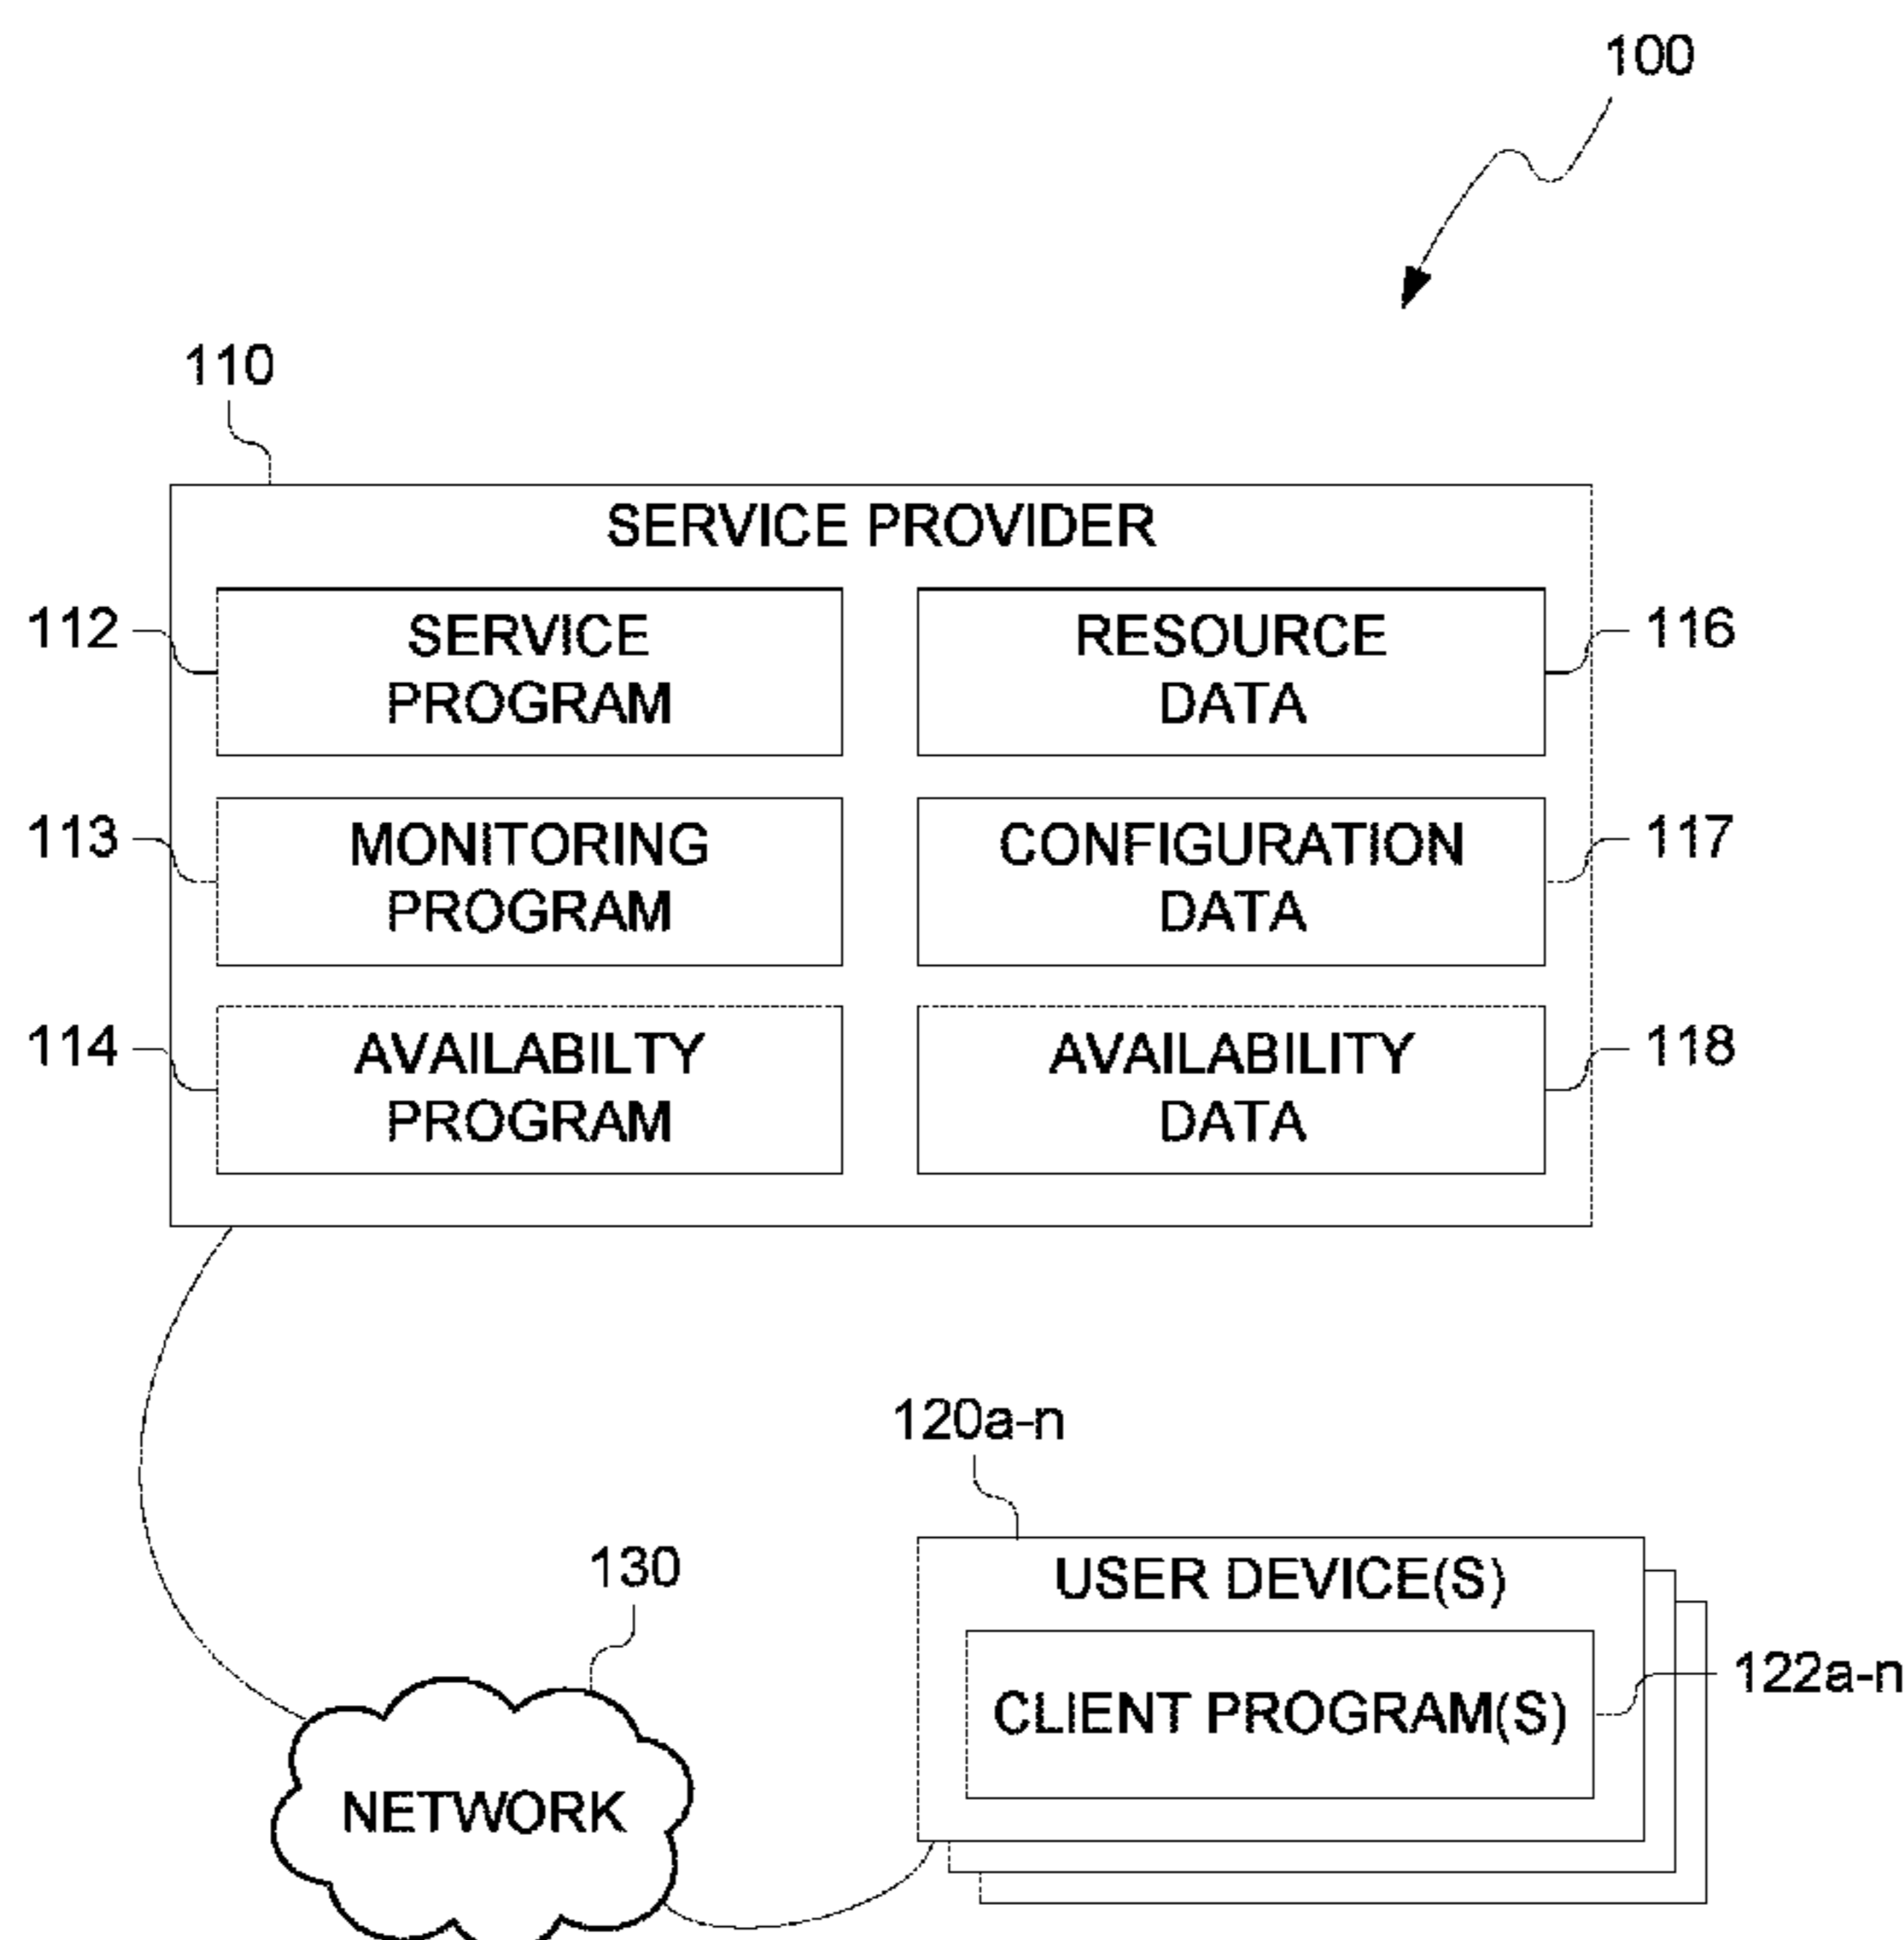 100
110
SERVICE PROVIDER
112
SERVICE
PROGRAM
RESOURCE
DATA
116
113
MONITORING
PROGRAM
CONFIGURATION
DATA
117
114
AVAILABILTY
PROGRAM
AVAILABILITY
DATA
118
120a-n
130
USER DEVICE(S)
122a-n
CLIENT PROGRAM(S)
NETWORK